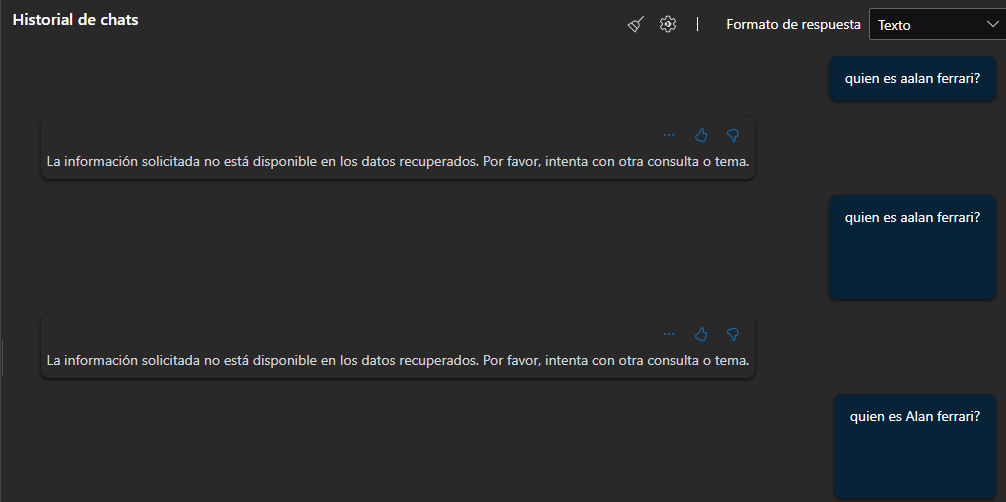 Historial de chats
Formato de respuesta
Texto
quien es aalan ferrari?
La información solicitada no está disponible en los datos recuperados. Por favor, intenta con otra consulta o tema.
quien es aalan ferrari?
La información solicitada no está disponible en los datos recuperados. Por favor, intenta con otra consulta o tema.
quien es Alan ferrari?